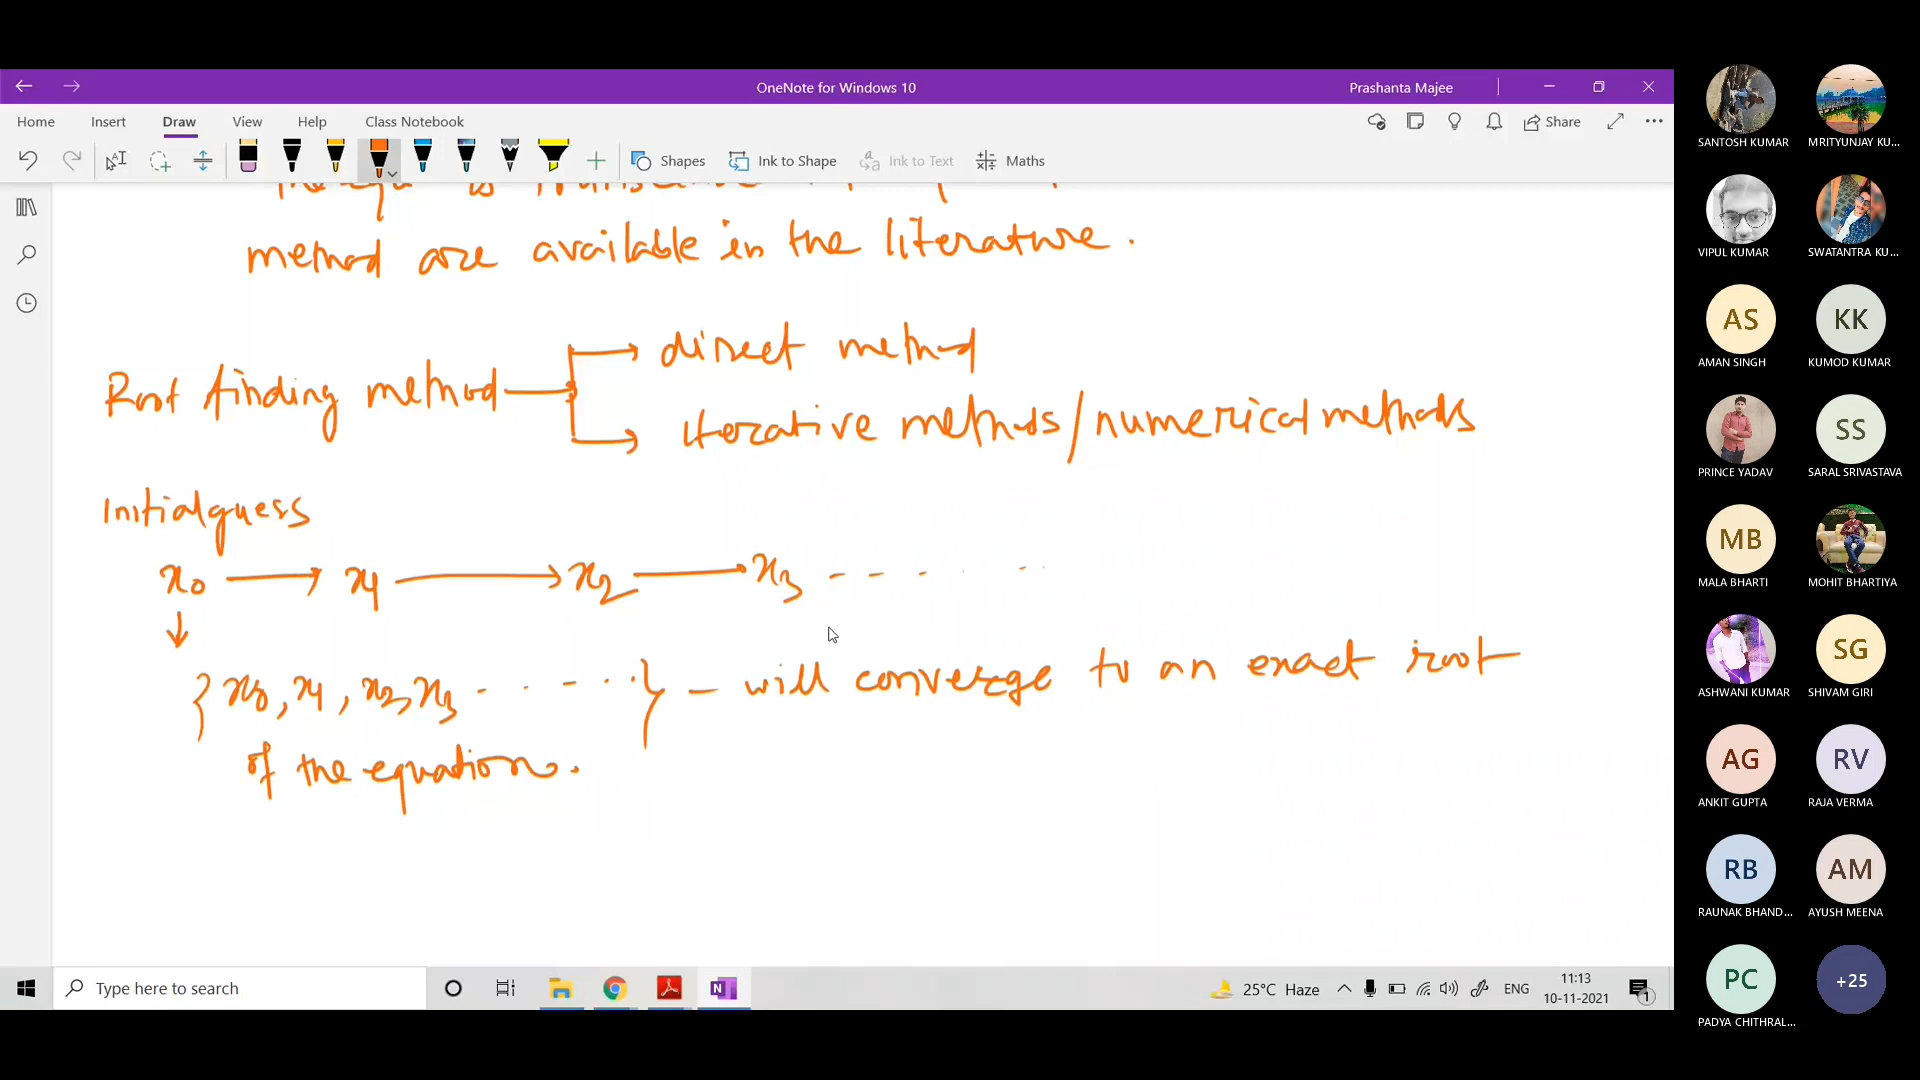 OneNote for Windows 10
Prashanta Majee
Home Insert Draw View Help Class Notebook
Share
Shapes Ink to Shape Ink to Text Maths
method are available in the literature.
Root finding method
direct method
iterative methods/numerical methods
Initial guess
x0 → x1 → x2 → x3 - - - - -
{x0, x1, x2, x3 - - - - - } – will converge to an exact root
of the equation.
Type here to search
25°C Haze
ENG
11:13
10-11-2021
1
SANTOSH KUMAR
MRITYUNJAY KU...
VIPUL KUMAR
SWATANTRA KU...
AS
KK
AMAN SINGH
KUMOD KUMAR
SS
PRINCE YADAV
SARAL SRIVASTAVA
MB
MALA BHARTI
MOHIT BHARTIYA
SG
ASHWANI KUMAR
SHIVAM GIRI
AG
RV
ANKIT GUPTA
RAJA VERMA
RB
AM
RAUNAK BHAND...
AYUSH MEENA
PC
+25
PADYA CHITHRAL...